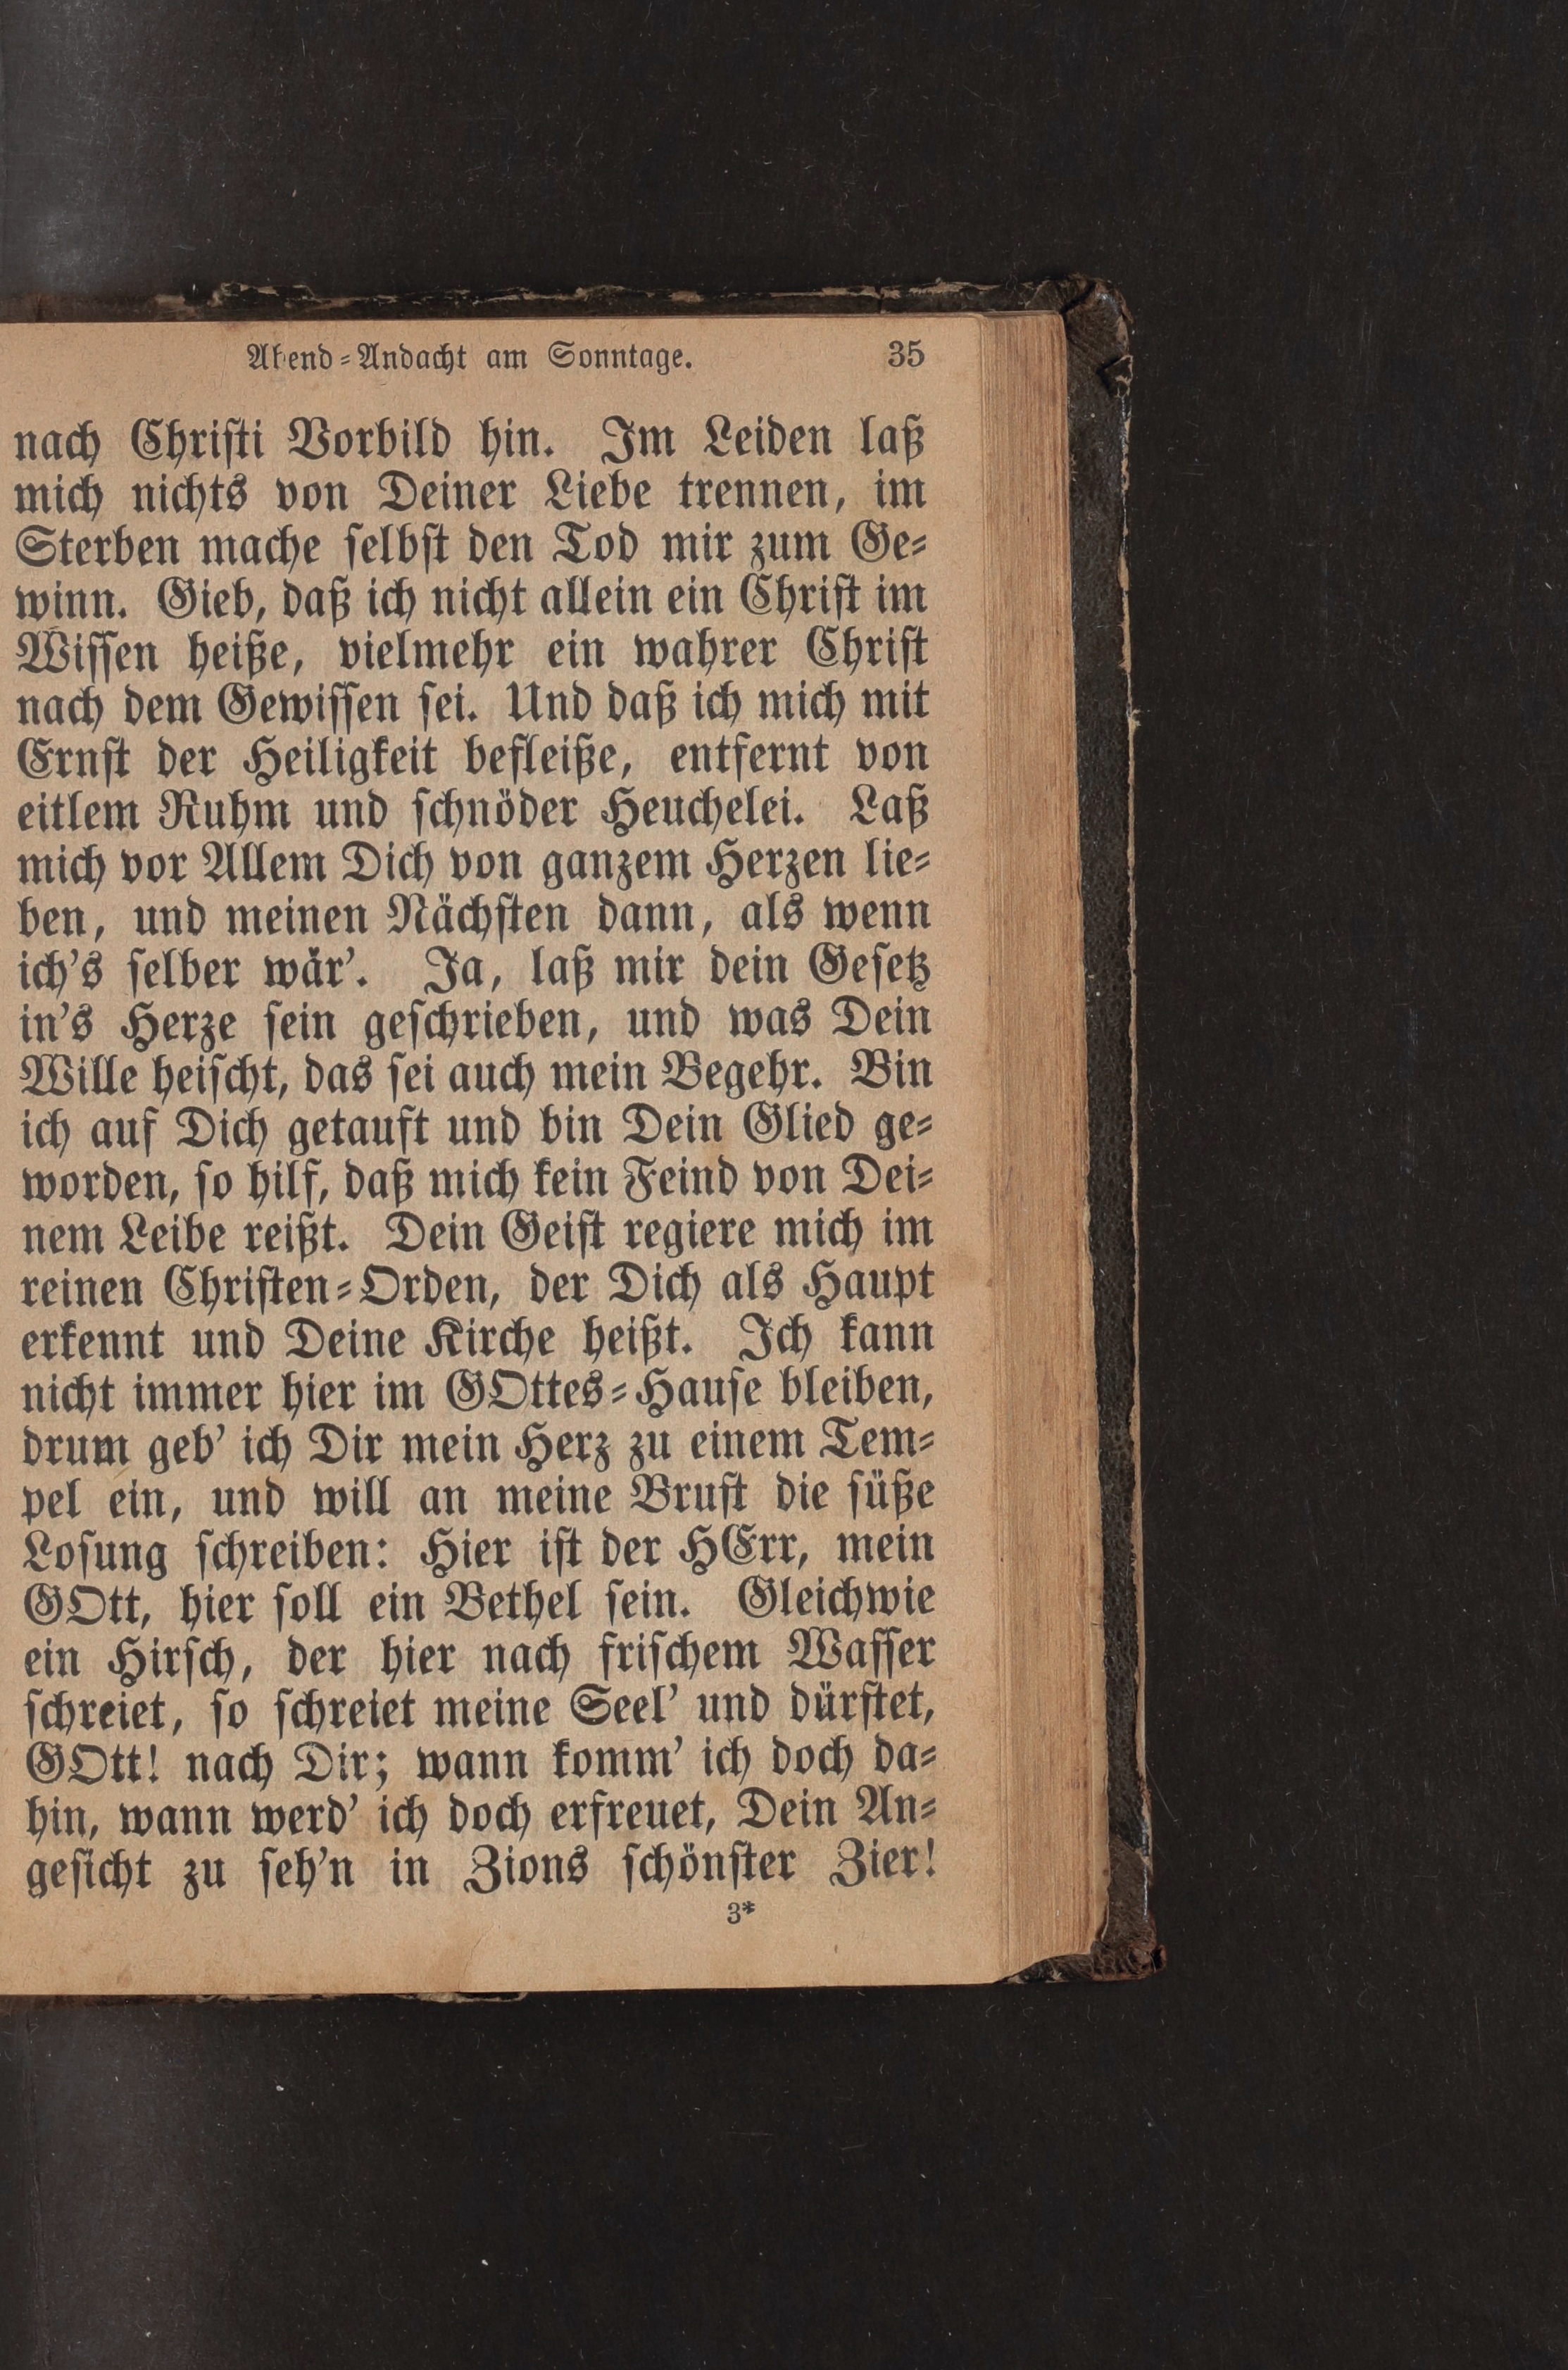 Abend-Andacht am Sonntage. 35
nach Chriſti Vorbild hin. Im Leiden laß
mich nichts von Deiner Liebe trennen, im
Sterben mache ſelbſt den Tod mir zum Ge-
winn. Gieb, daß ich nicht allein ein Chriſt im
Wiſſen heiße, vielmehr ein wahrer Chriſt
nach dem Gewiſſen ſei. Und daß ich mich mit
Ernſt der Heiligkeit befleiße, entfernt von
eitlem Ruhm und ſchnöder Heuchelei. Laß
mich vor Allem Dich von ganzem Herzen lie-
ben, und meinen Nächſten dann, als wenn
ich's ſelber wär'. Ja, laß mir dein Geſetz
in's Herze ſein geſchrieben, und was Dein
Wille heiſcht, das ſei auch mein Begehr. Bin
ich auf Dich getauft und bin Dein Glied ge-
worden, ſo hilf, daß mich kein Feind von Dei-
nem Leibe reißt. Dein Geiſt regiere mich im
reinen Chriſten-Orden, der Dich als Haupt
erkennt und Deine Kirche heißt. Ich kann
nicht immer hier im GOttes-Hauſe bleiben,
drum geb' ich Dir mein Herz zu einem Tem-
pel ein, und will an meine Bruſt die ſüße
Loſung ſchreiben: Hier iſt der HErr, mein
GOtt, hier ſoll ein Bethel ſein. Gleichwie
ein Hirſch, der hier nach friſchem Waſſer
ſchreiet, ſo ſchreiet meine Seel' und dürſtet,
GOtt! nach Dir; wann komm' ich doch da-
hin, wann werd' ich doch erfreuet, Dein An-
geſicht zu ſeh'n in Zions ſchönſter Zier!
3*